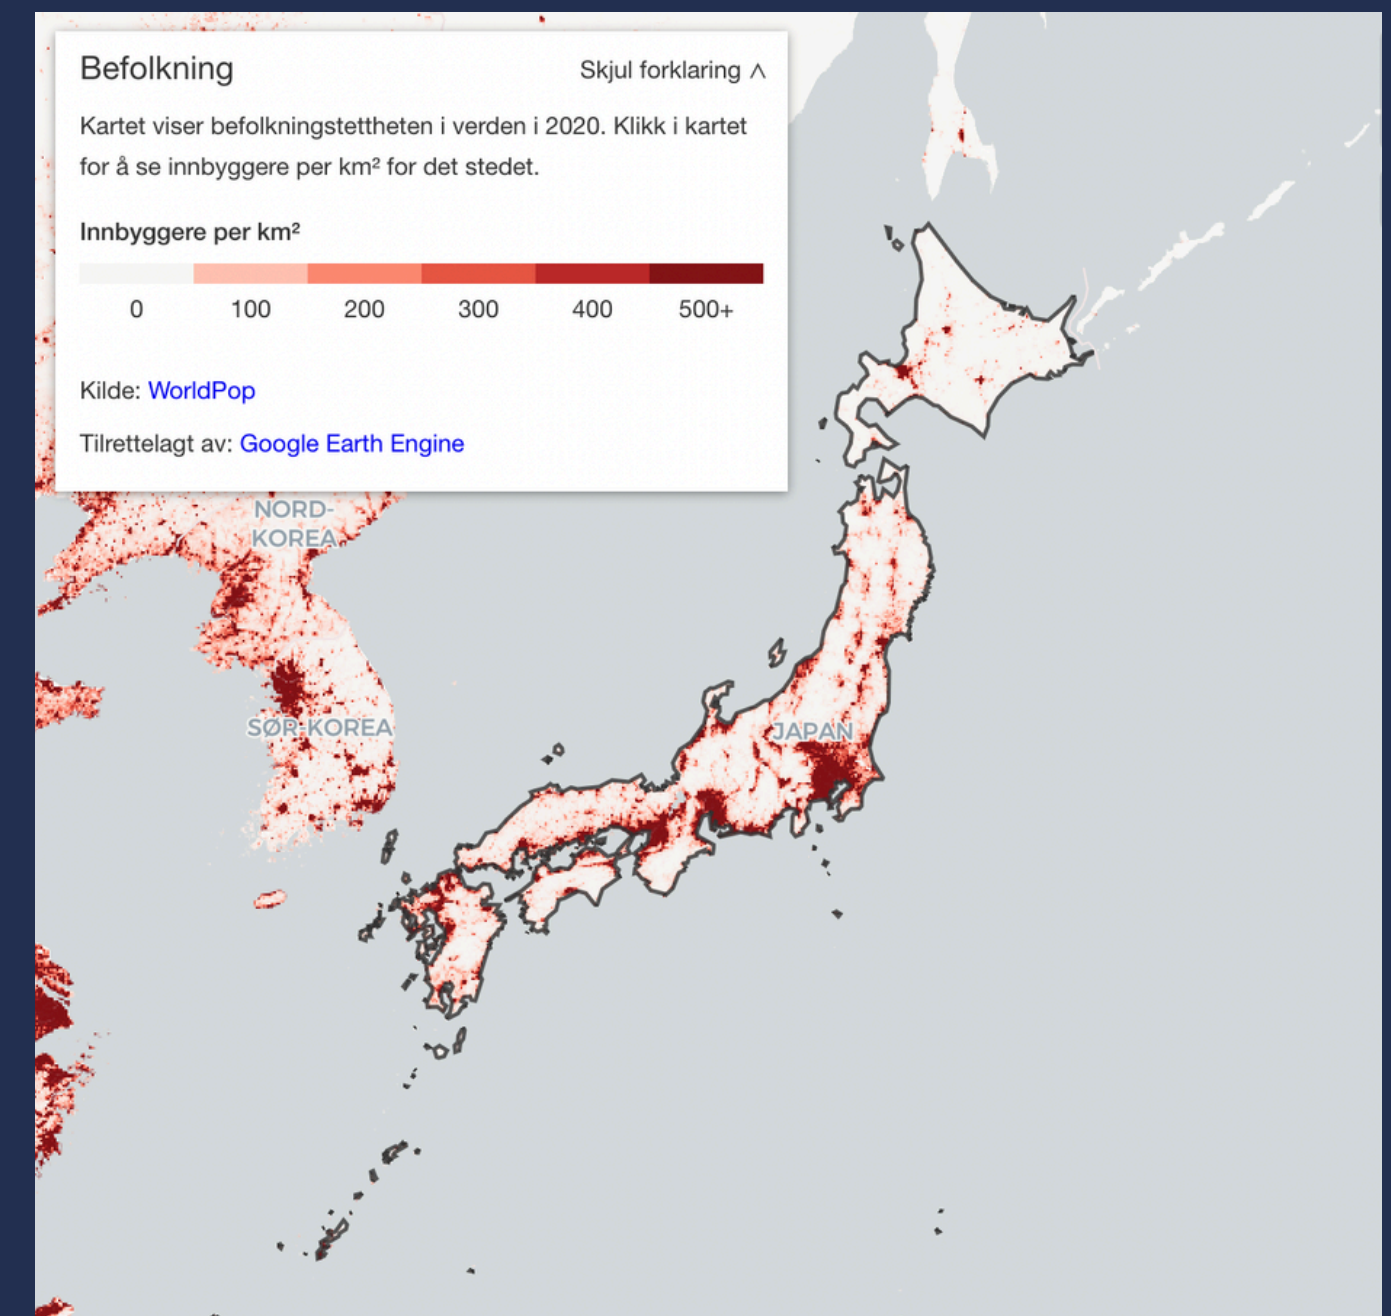 Befolkning
Skjul forklaring ∧
Kartet viser befolkningstettheten i verden i 2020. Klikk i kartet
for å se innbyggere per km² for det stedet.
Innbyggere per km²
0 100 200 300 400 500+
Kilde: WorldPop
Tilrettelagt av: Google Earth Engine
NORD-
KOREA
SØR-KOREA
JAPAN